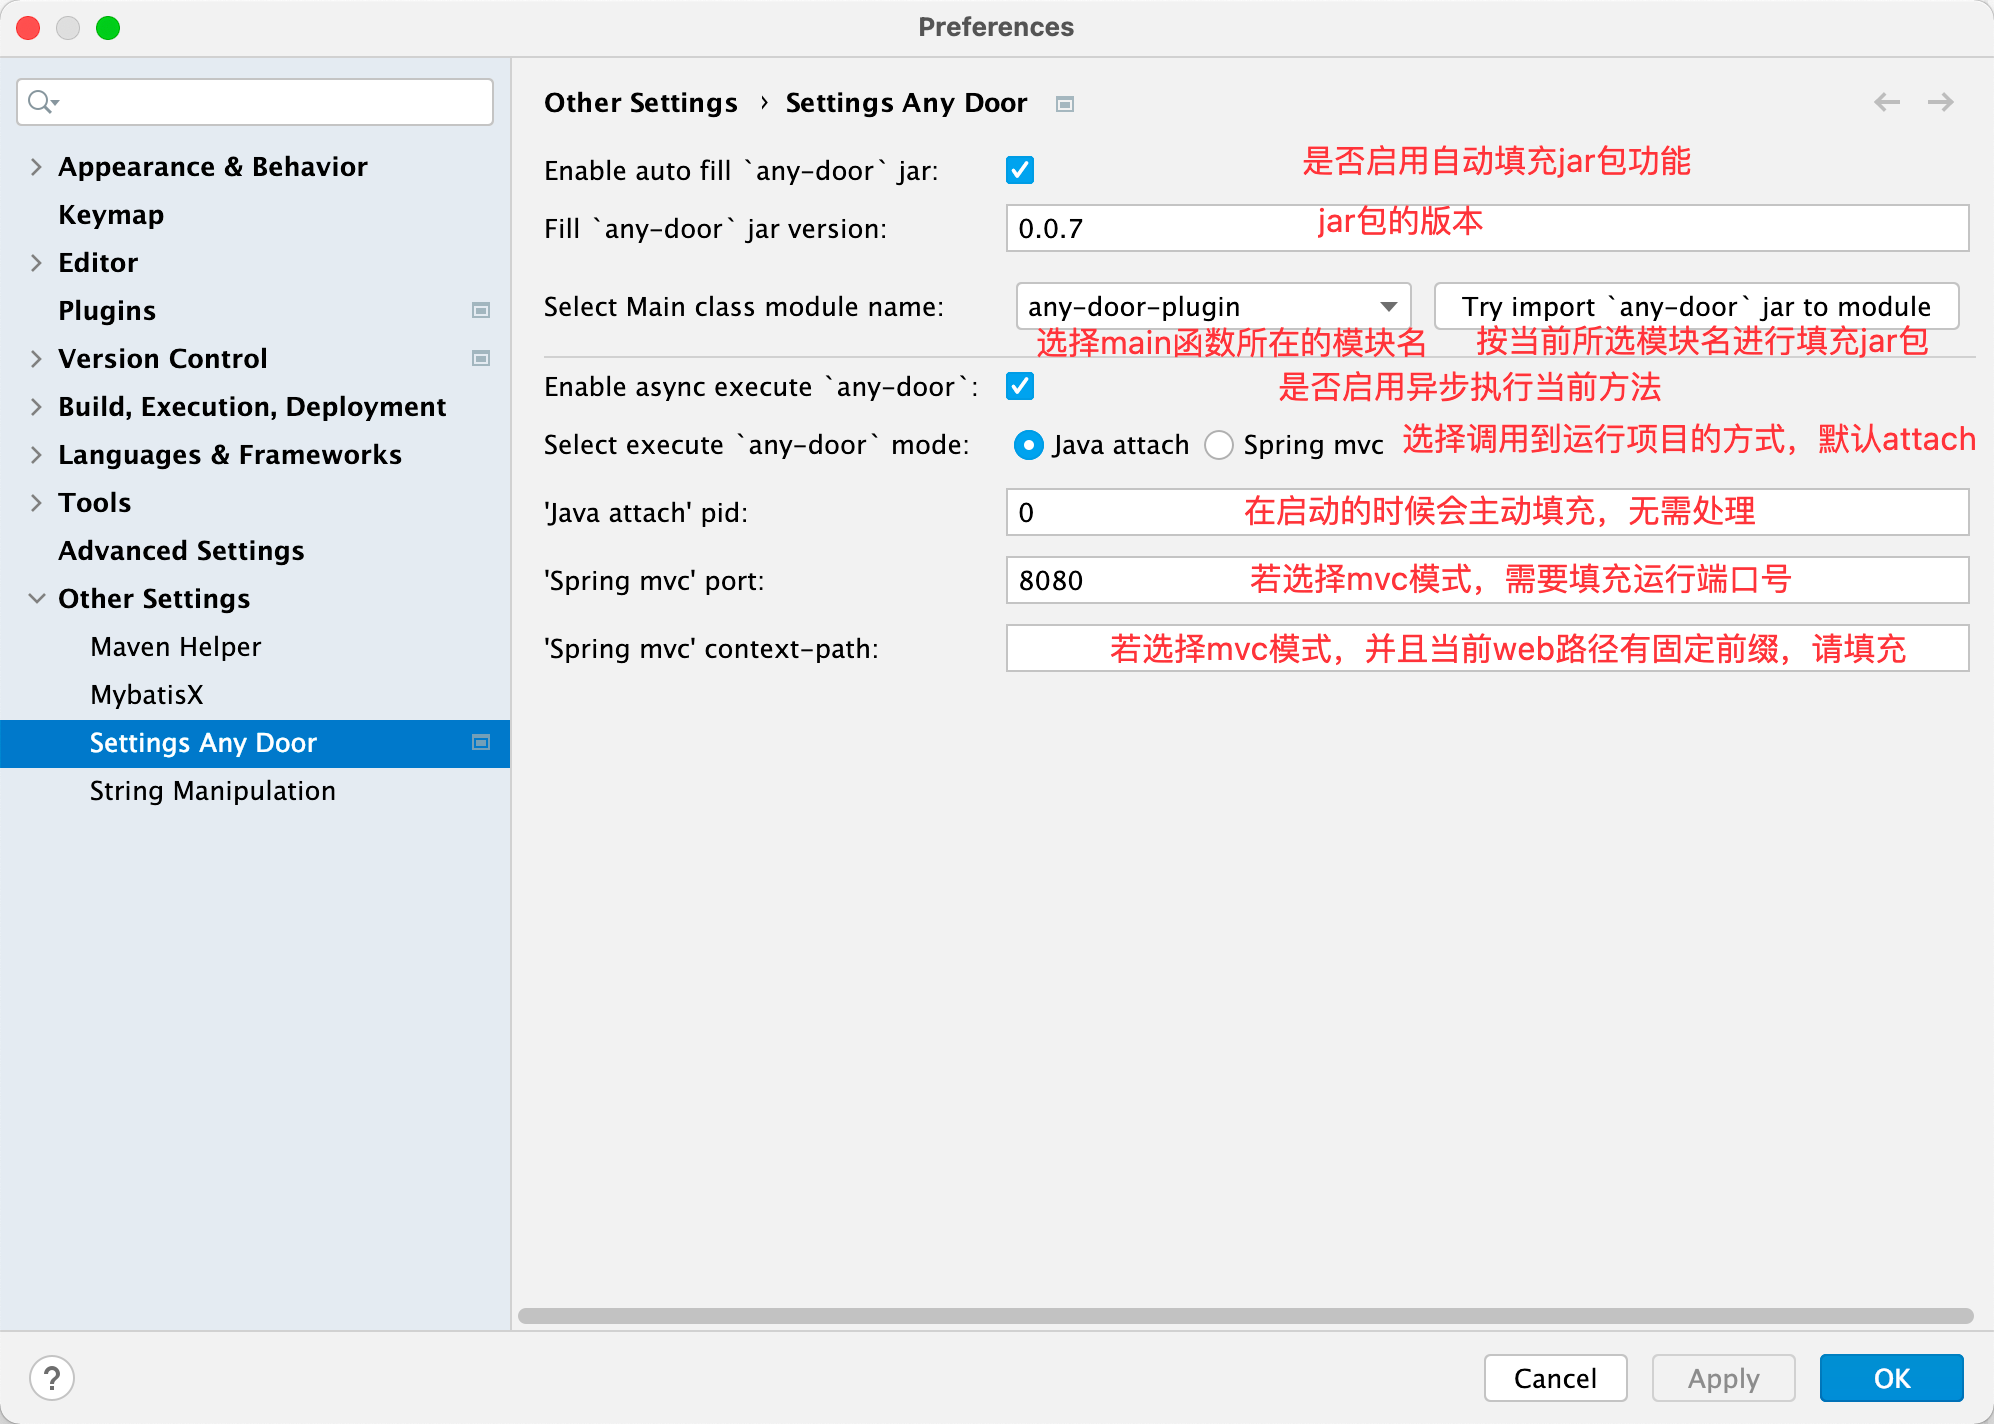 Preferences
Other Settings › Settings Any Door
Appearance & Behavior
Keymap
Editor
Plugins
Version Control
Build, Execution, Deployment
Languages & Frameworks
Tools
Advanced Settings
Other Settings
Maven Helper
MybatisX
Settings Any Door
String Manipulation
Enable auto fill `any-door` jar: 是否启用自动填充jar包功能
Fill `any-door` jar version: 0.0.7 jar包的版本
Select Main class module name: any-door-plugin Try import `any-door` jar to module
选择main函数所在的模块名 按当前所选模块名进行填充jar包
Enable async execute `any-door`: 是否启用异步执行当前方法
Select execute `any-door` mode: Java attach Spring mvc 选择调用到运行项目的方式，默认attach
'Java attach' pid: 0 在启动的时候会主动填充，无需处理
'Spring mvc' port: 8080 若选择mvc模式，需要填充运行端口号
'Spring mvc' context-path: 若选择mvc模式，并且当前web路径有固定前缀，请填充
? Cancel Apply OK